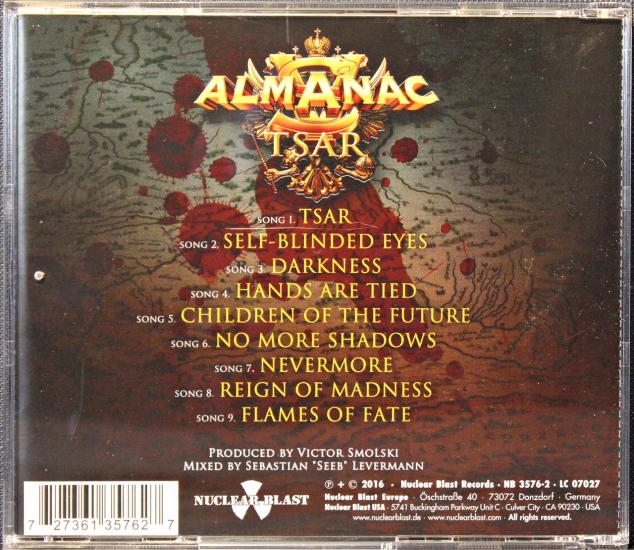 ALMANAC
TSAR
SONG 1. TSAR
SONG 2. SELF-BLINDED EYES
SONG 3. DARKNESS
SONG 4. HANDS ARE TIED
SONG 5. CHILDREN OF THE FUTURE
SONG 6. NO MORE SHADOWS
SONG 7. NEVERMORE
SONG 8. REIGN OF MADNESS
SONG 9. FLAMES OF FATE
PRODUCED BY VICTOR SMOLSKI
MIXED BY SEBASTIAN "SEEB" LEVERMANN
NUCLEAR BLAST
℗ + © 2016 · Nuclear Blast Records · NB 3576-2 · LC 07027
Nuclear Blast Europe · Öschstraße 40 · 73072 Donzdorf · Germany
Nuclear Blast USA · 5741 Buckingham Parkway Unit C · Culver City · CA 90230 · USA
www.nuclearblast.de · www.nuclearblast.com · All rights reserved.
7 27361 35762 7